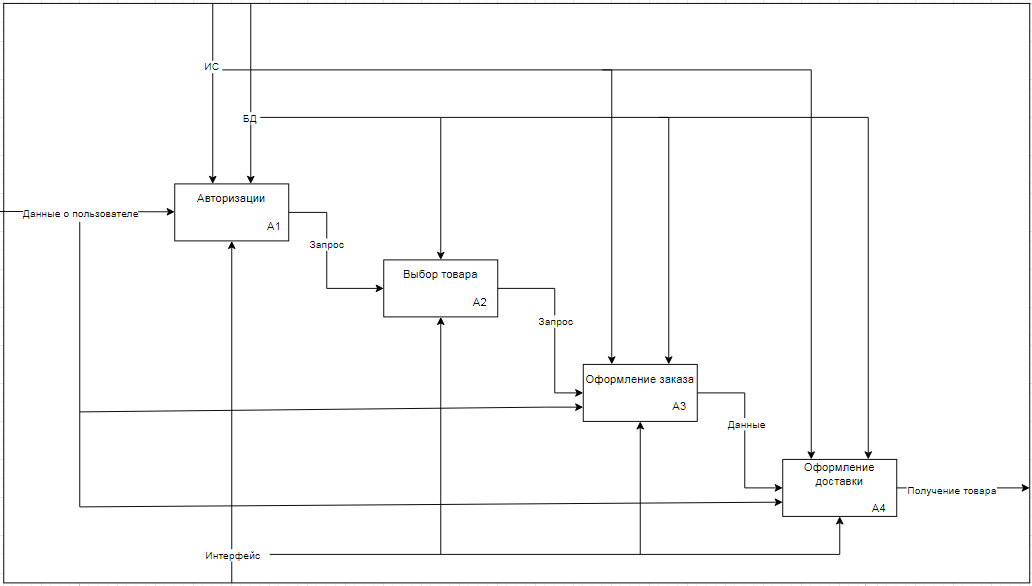 ИС
БД
Авторизации
А1
Данные о пользователе
Запрос
Выбор товара
А2
Запрос
Оформление заказа
А3
Данные
Оформление
доставки
А4
Получение товара
Интерфейс